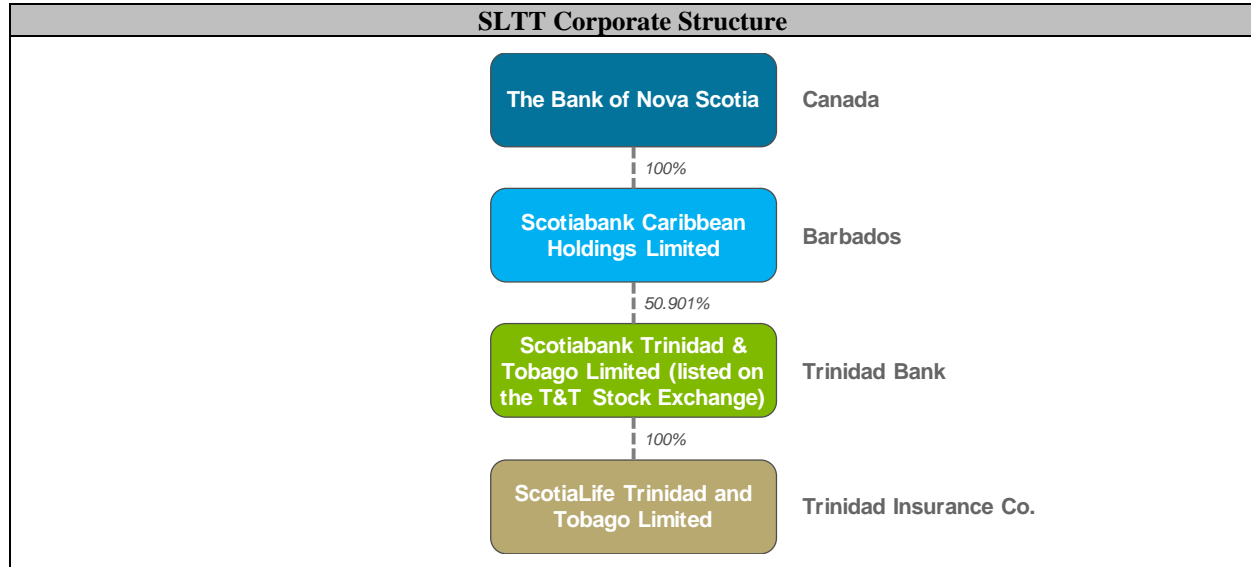 SLTT Corporate Structure
The Bank of Nova Scotia
Canada
100%
Scotiabank Caribbean
Holdings Limited
Barbados
50.901%
Scotiabank Trinidad &
Tobago Limited (listed on
the T&T Stock Exchange)
Trinidad Bank
100%
ScotiaLife Trinidad and
Tobago Limited
Trinidad Insurance Co.